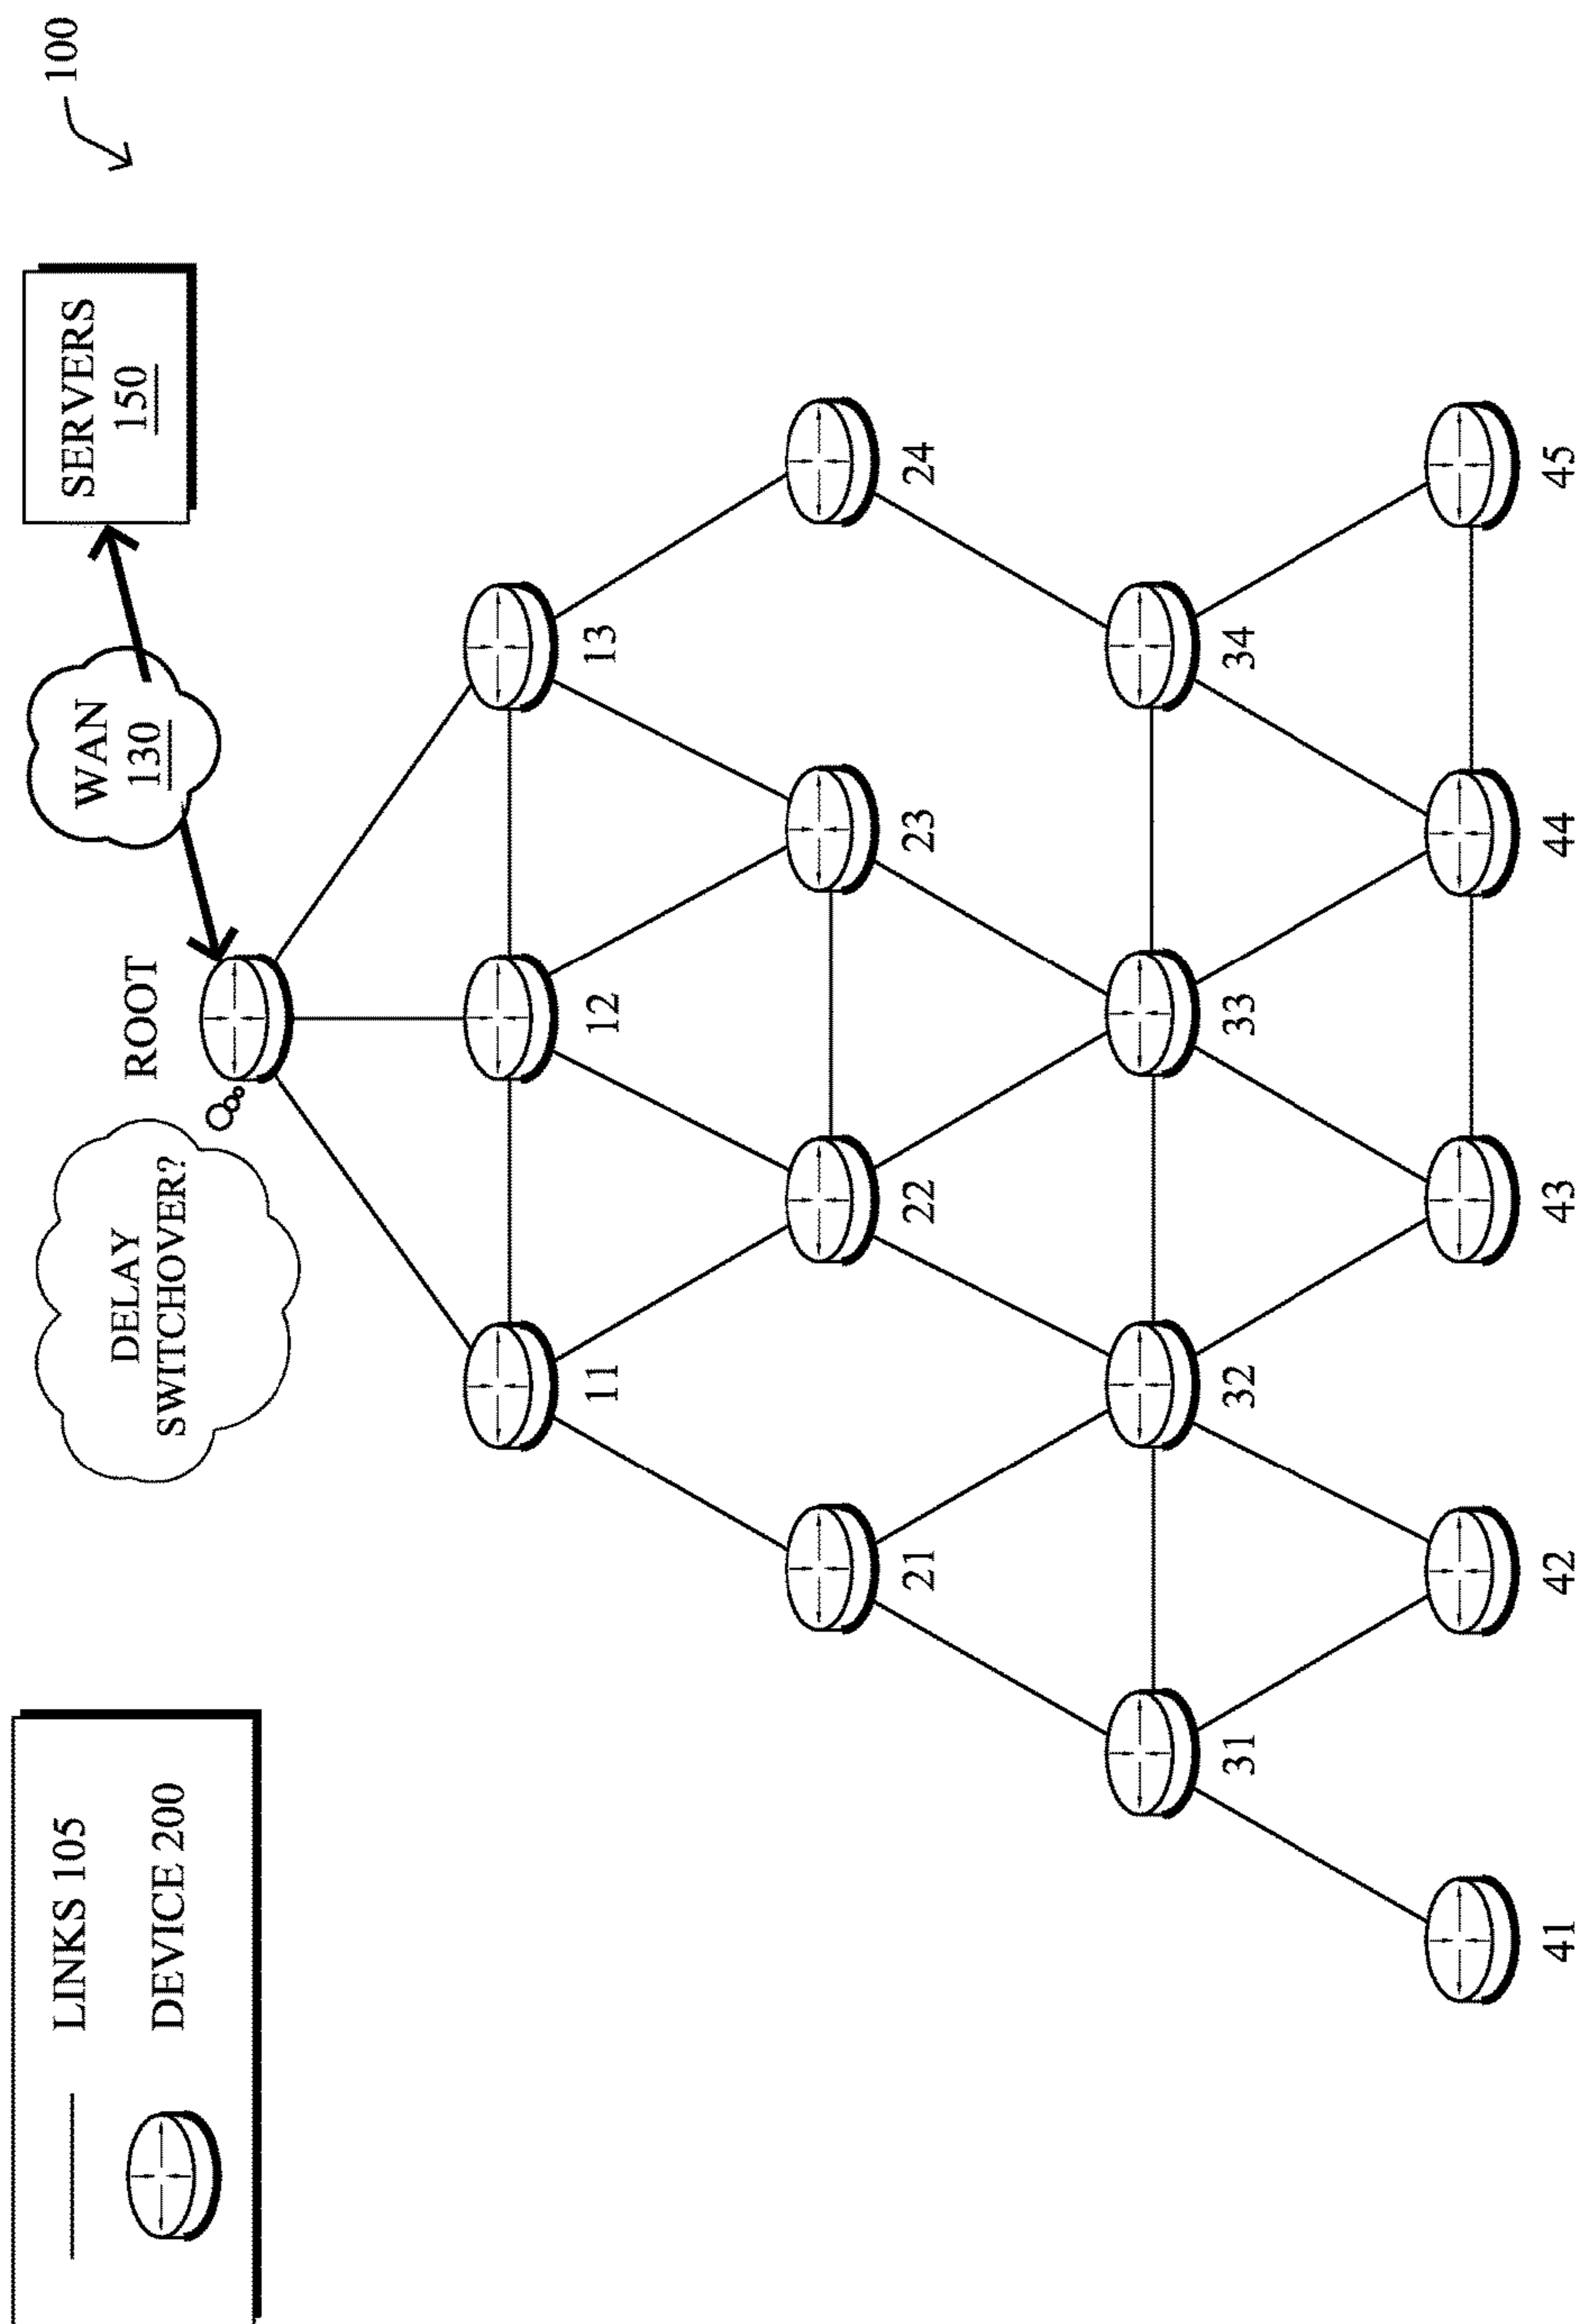 LINKS 105
DEVICE 200
DELAY
SWITCHOVER?
ROOT
WAN
130
SERVERS
150
100
11
12
13
21
22
23
24
31
32
33
34
41
42
43
44
45